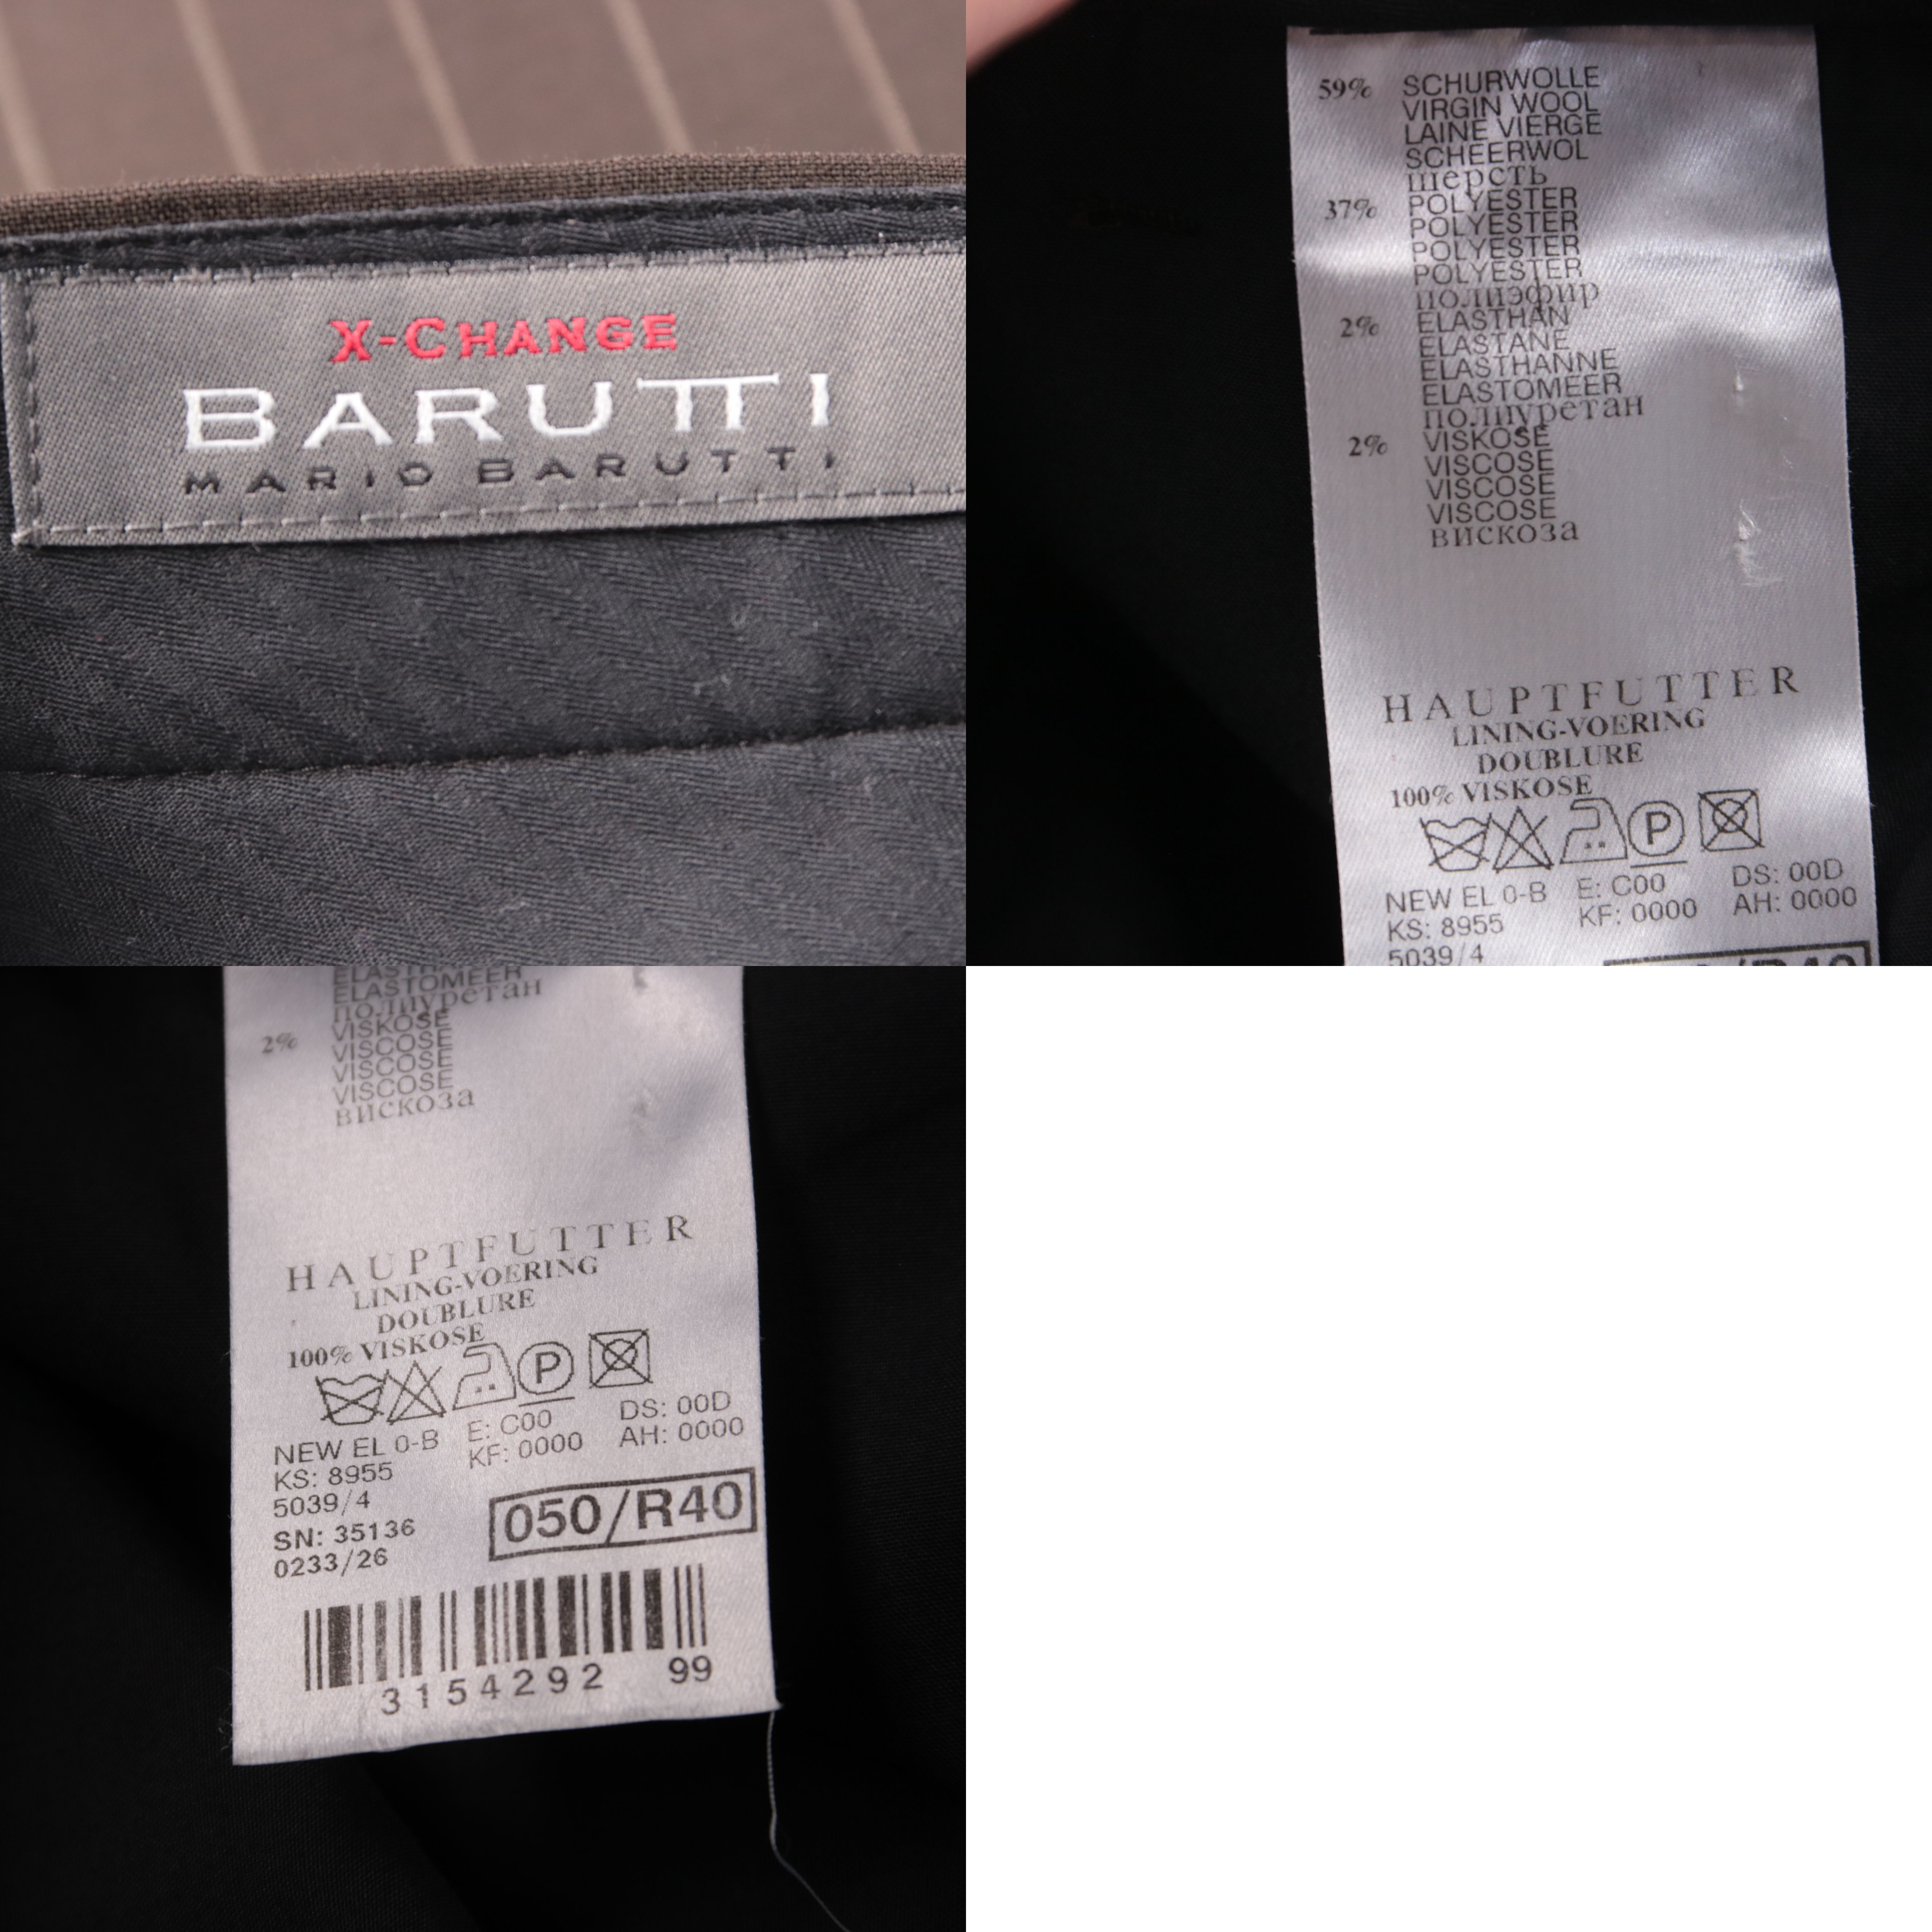 X-CHANGE
BARUTTI
MARIO BARUTTI
59% SCHURWOLLE
VIRGIN WOOL
LAINE VIERGE
SCHEERWOL
шерсть
37% POLYESTER
POLYESTER
POLYESTER
POLYESTER
полиэфир
2% ELASTHAN
ELASTANE
ELASTHANNE
ELASTOMEER
полиуретан
2% VISKOSE
VISCOSE
VISCOSE
VISCOSE
вискоза
HAUPTFUTTER
LINING-VOERING
DOUBLURE
100% VISKOSE
P
NEW EL 0-B E: C00 DS: 00D
KS: 8955 KF: 0000 AH: 0000
5039/4
ELASTOMEER
полиуретан
VISKOSE
2% VISCOSE
VISCOSE
VISCOSE
вискоза
HAUPTFUTTER
LINING-VOERING
DOUBLURE
100% VISKOSE
P
NEW EL 0-B E: C00 DS: 00D
KS: 8955 KF: 0000 AH: 0000
5039/4
SN: 35136 050/R40
0233/26
3154292 99